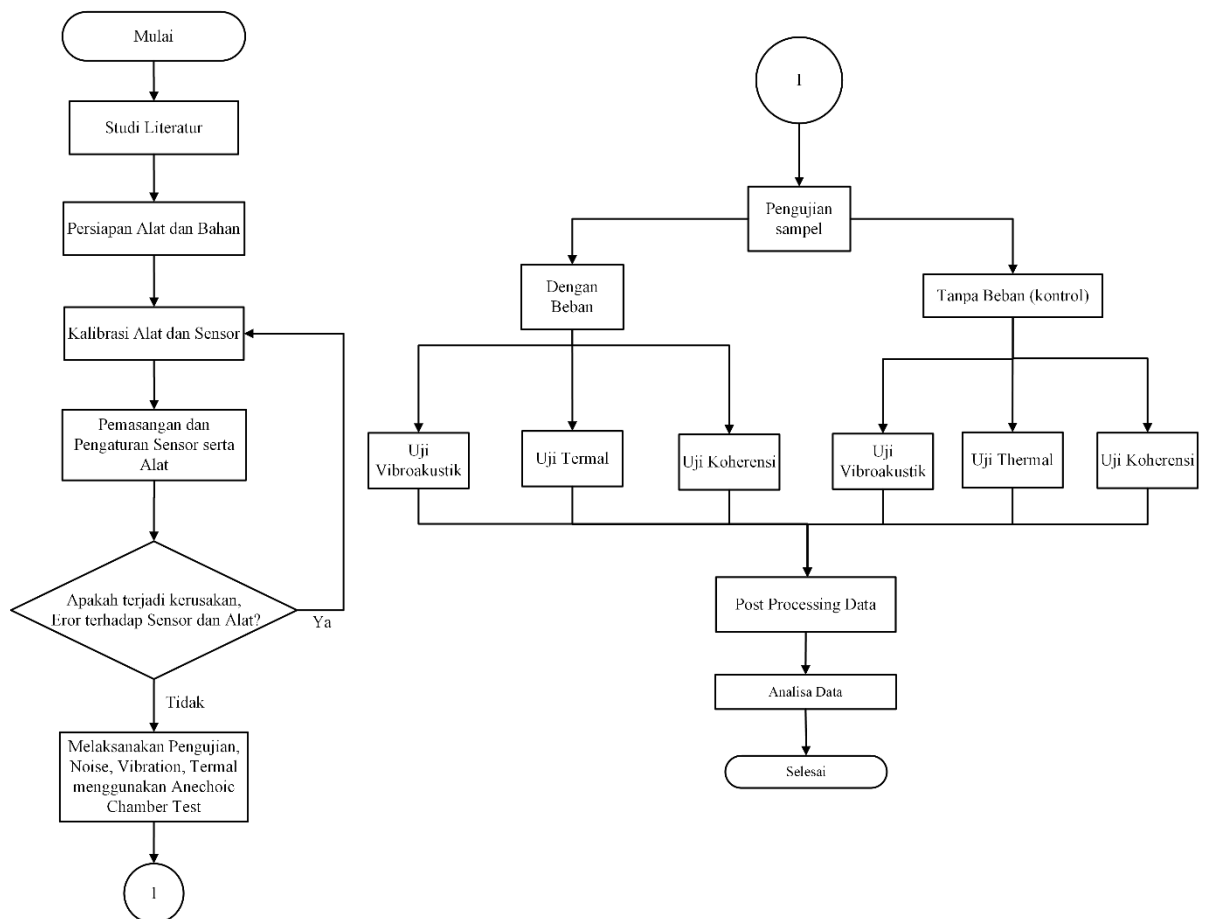 Mulai
Studi Literatur
Persiapan Alat dan Bahan
Kalibrasi Alat dan Sensor
Pemasangan dan
Pengaturan Sensor serta
Alat
Apakah terjadi kerusakan,
Eror terhadap Sensor dan Alat?
Ya
Tidak
Melaksanakan Pengujian,
Noise, Vibration, Termal
menggunakan Anechoic
Chamber Test
1
1
Pengujian
sampel
Dengan
Beban
Tanpa Beban (kontrol)
Uji
Vibroakustik
Uji Termal
Uji Koherensi
Uji
Vibroakustik
Uji Thermal
Uji Koherensi
Post Processing Data
Analisa Data
Selesai